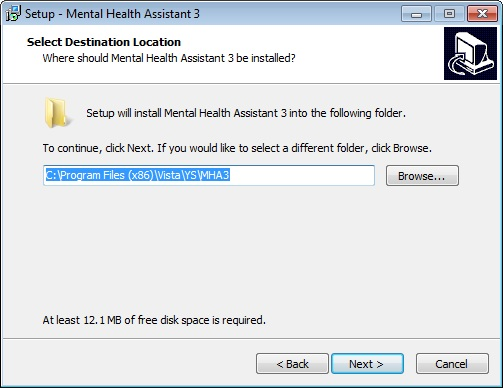 Setup - Mental Health Assistant 3
Select Destination Location
Where should Mental Health Assistant 3 be installed?
Setup will install Mental Health Assistant 3 into the following folder.
To continue, click Next. If you would like to select a different folder, click Browse.
C:\Program Files (x86)\Vista\YS\MHA3
Browse...
At least 12.1 MB of free disk space is required.
< Back
Next >
Cancel